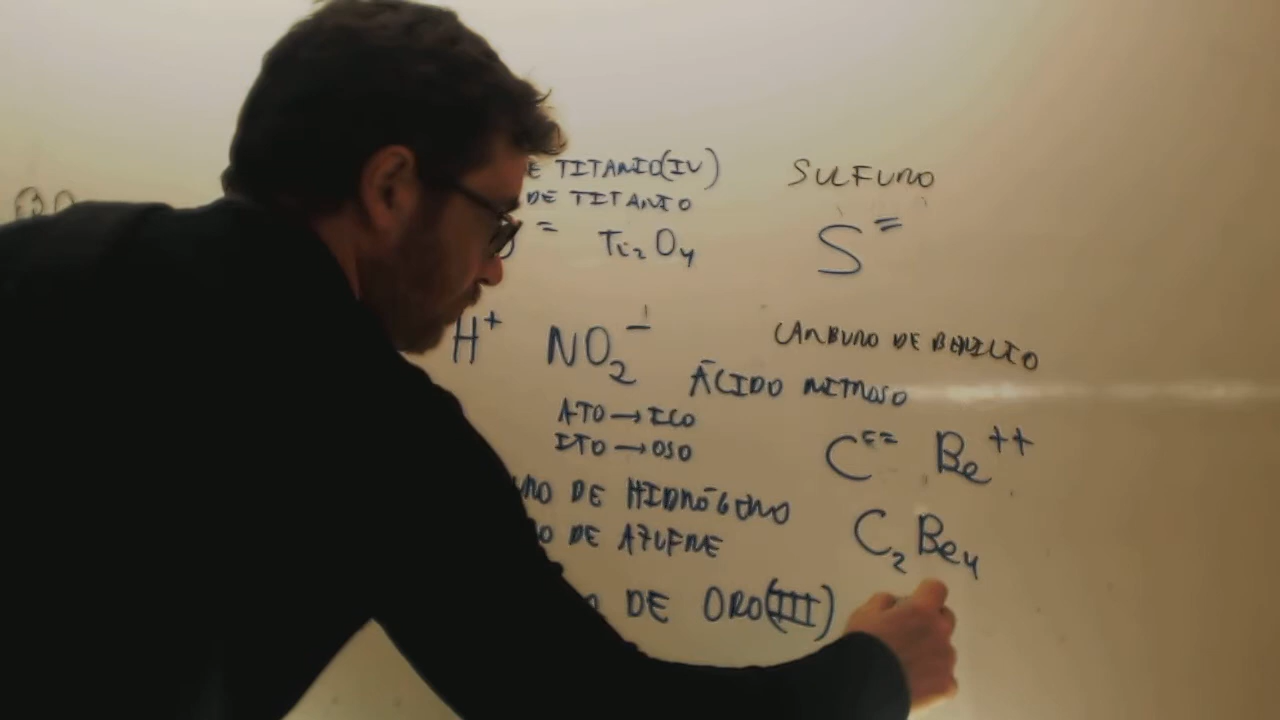 E TITANIO(IV)
DE TITANIO
= Ti₂O₄
H⁺ NO₂⁻
ÁCIDO NITROSO
ATO → ICO
ITO → OSO
URO DE HIDRÓGENO
O DE AZUFRE
DE ORO(III)
SULFURO
S⁼
CARBURO DE BERILIO
C⁼⁼ Be⁺⁺
C₂Be₄